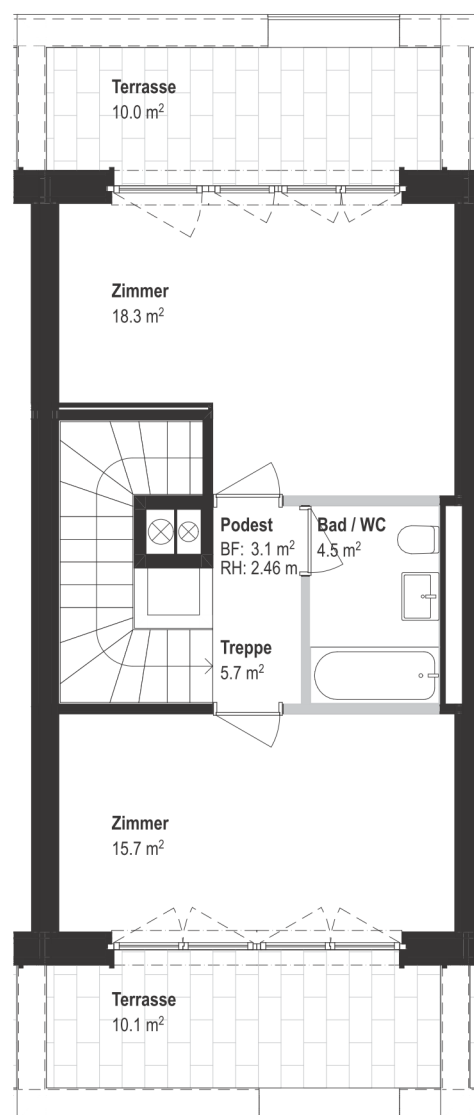 Terrasse
10.0 m²
Zimmer
18.3 m²
Podest
BF: 3.1 m²
RH: 2.46 m
Bad / WC
4.5 m²
Treppe
5.7 m²
Zimmer
15.7 m²
Terrasse
10.1 m²